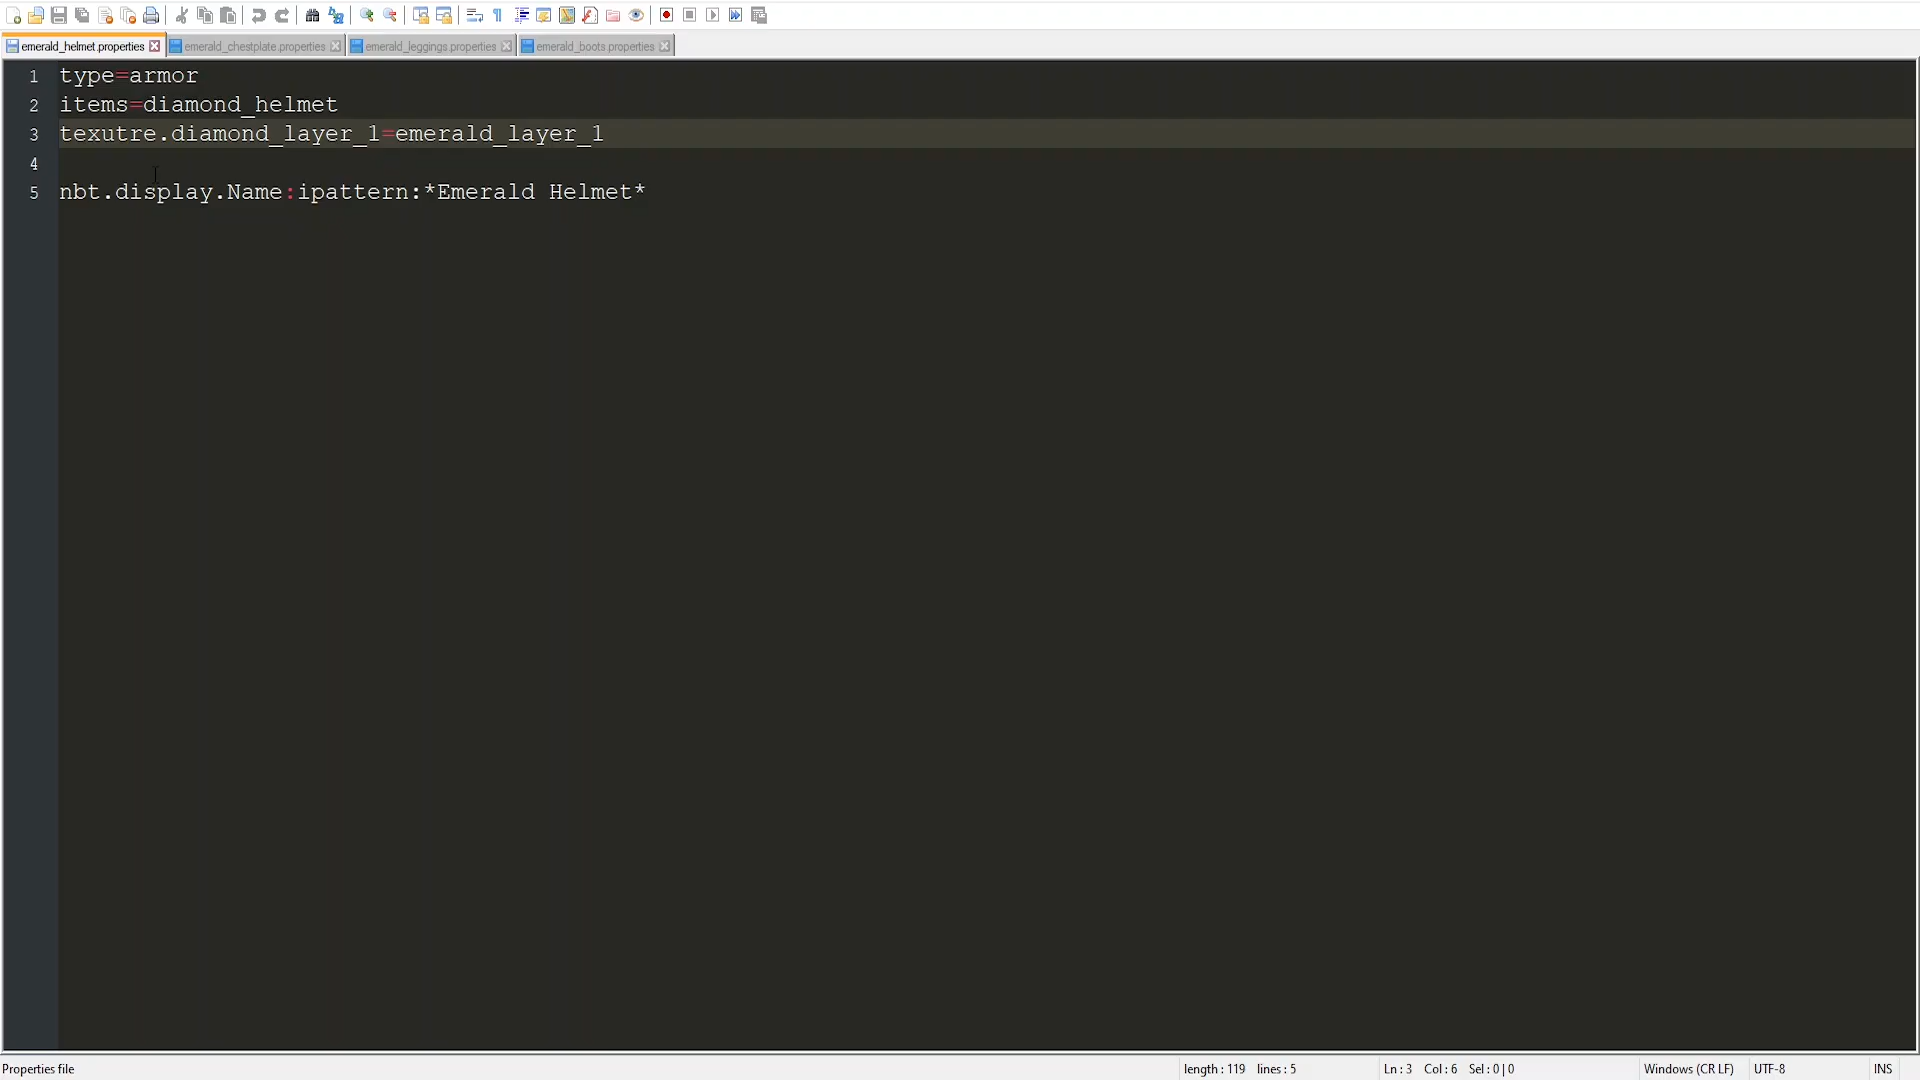 emerald_helmet.properties emerald_chestplate.properties emerald_leggings.properties emerald_boots.properties
1 type=armor
2 items=diamond_helmet
3 texutre.diamond_layer_1=emerald_layer_1
4
5 nbt.display.Name:ipattern:*Emerald Helmet*
Properties file length : 119 lines : 5 Ln : 3 Col : 6 Sel : 0 | 0 Windows (CR LF) UTF-8 INS